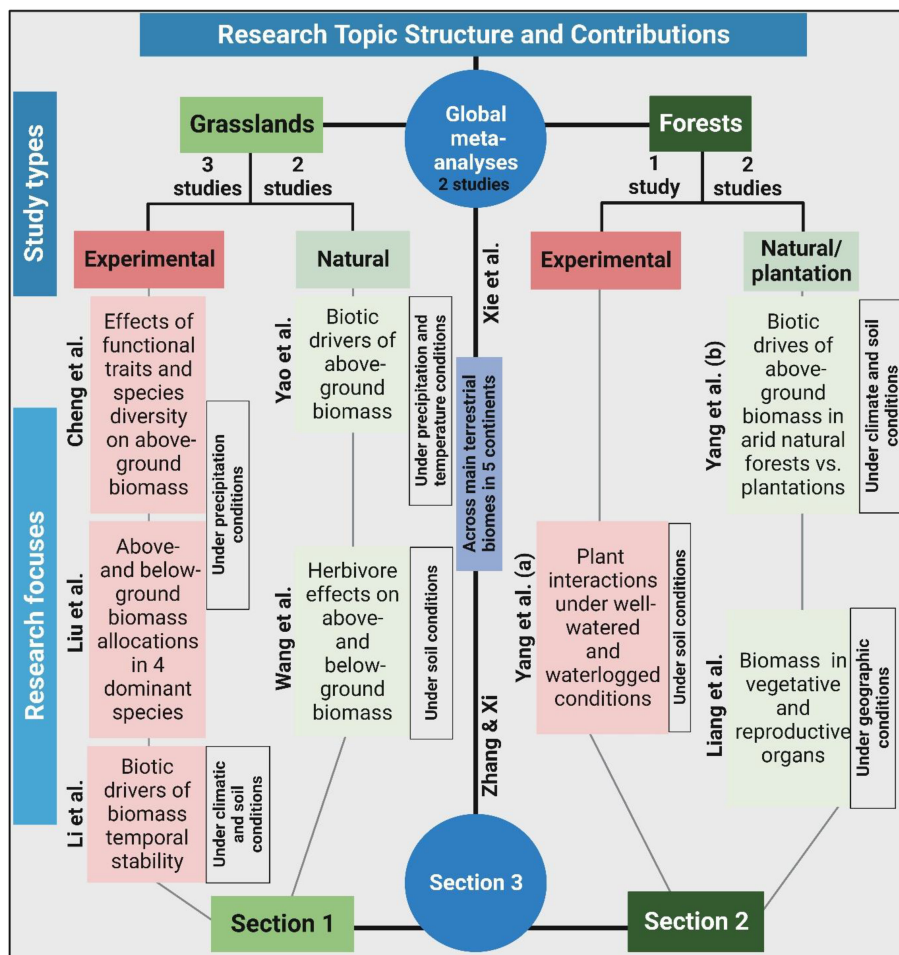 Research Topic Structure and Contributions
Study types
Grasslands
Global
meta-
analyses
2 studies
Forests
3
studies
2
studies
1
study
2
studies
Experimental
Natural
Experimental
Natural/
plantation
Cheng et al.
Effects of
functional
traits and
species
diversity
on above-
ground
biomass
Under precipitation
conditions
Yao et al.
Biotic
drivers of
above-
ground
biomass
Under precipitation and
temperature conditions
Xie et al.
Across main terrestrial
biomes in 5 continents
Yang et al. (b)
Biotic
drives of
above-
ground
biomass in
arid natural
forests vs.
plantations
Under climate and soil
conditions
Research focuses
Liu et al.
Above-
and below-
ground
biomass
allocations
in 4
dominant
species
Wang et al.
Herbivore
effects on
above-
and
below-
ground
biomass
Under soil conditions
Yang et al. (a)
Plant
interactions
under well-
watered
and
waterlogged
conditions
Under soil conditions
Liang et al.
Biomass in
vegetative
and
reproductive
organs
Under geographic
conditions
Li et al.
Biotic
drivers of
biomass
temporal
stability
Under climatic
and soil
conditions
Zhang & Xi
Section 1
Section 3
Section 2